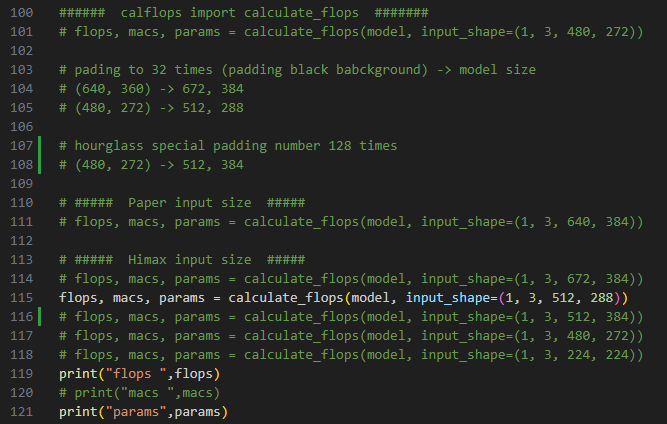 100 ######  calflops import calculate_flops  #######
101 # flops, macs, params = calculate_flops(model, input_shape=(1, 3, 480, 272))
102
103 # pading to 32 times (padding black babckground) -> model size
104 # (640, 360) -> 672, 384
105 # (480, 272) -> 512, 288
106
107 # hourglass special padding number 128 times
108 # (480, 272) -> 512, 384
109
110 # #####  Paper input size  #####
111 # flops, macs, params = calculate_flops(model, input_shape=(1, 3, 640, 384))
112
113 # #####  Himax input size  #####
114 # flops, macs, params = calculate_flops(model, input_shape=(1, 3, 672, 384))
115 flops, macs, params = calculate_flops(model, input_shape=(1, 3, 512, 288))
116 # flops, macs, params = calculate_flops(model, input_shape=(1, 3, 512, 384))
117 # flops, macs, params = calculate_flops(model, input_shape=(1, 3, 480, 272))
118 # flops, macs, params = calculate_flops(model, input_shape=(1, 3, 224, 224))
119 print("flops ",flops)
120 # print("macs ",macs)
121 print("params",params)